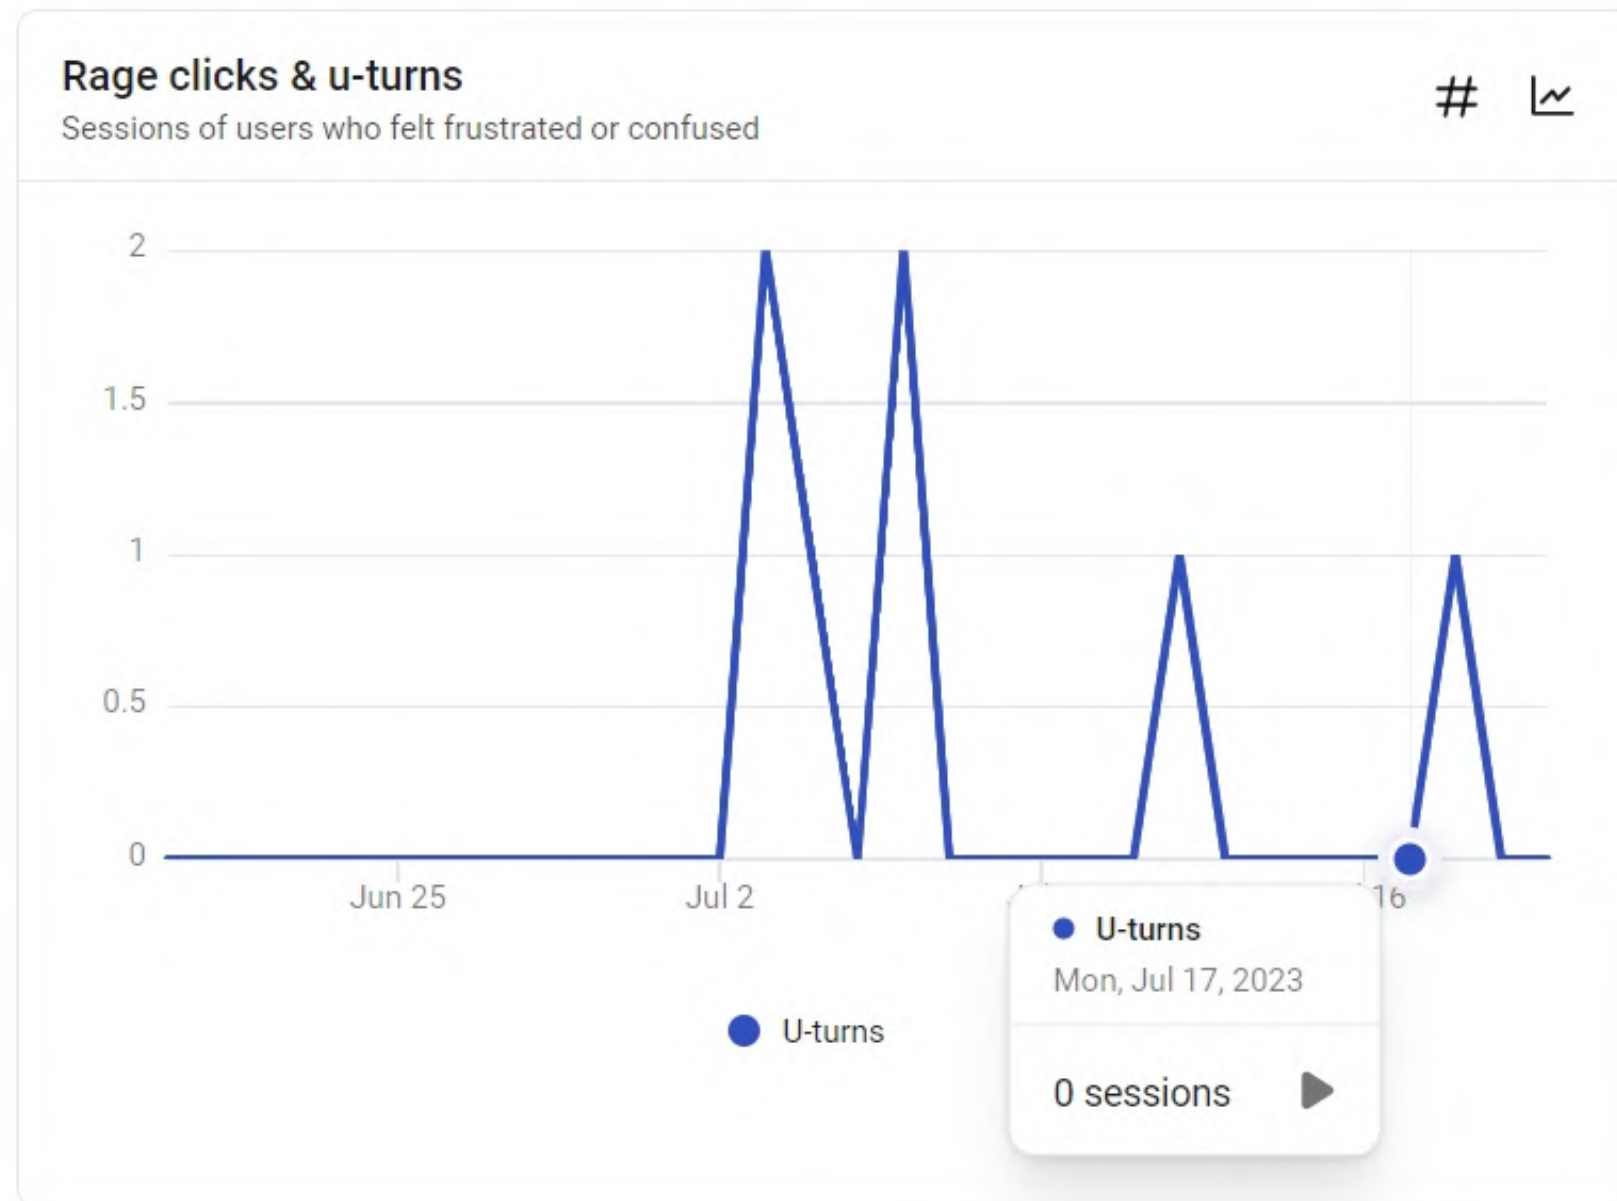 Rage clicks & u-turns
Sessions of users who felt frustrated or confused
2
1.5
1
0.5
0
Jun 25
Jul 2
16
U-turns
Mon, Jul 17, 2023
0 sessions
U-turns